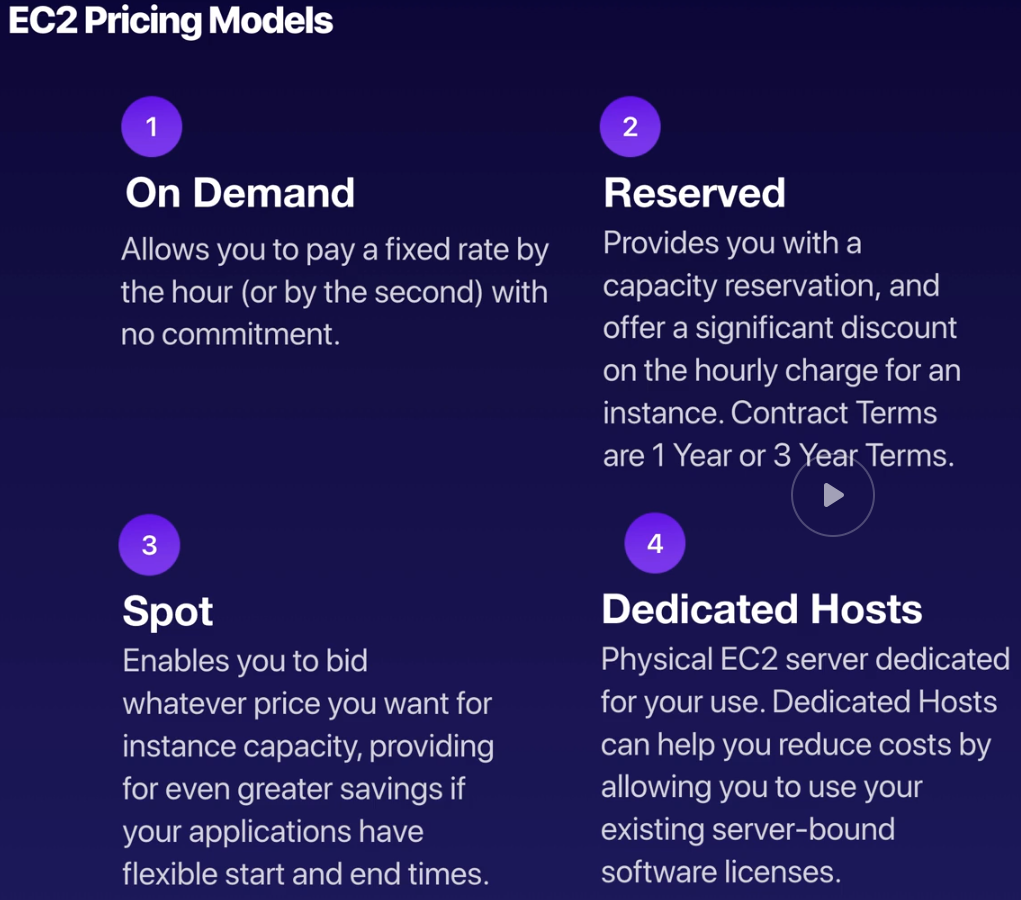 EC2 Pricing Models
1
On Demand
Allows you to pay a fixed rate by
the hour (or by the second) with
no commitment.
2
Reserved
Provides you with a
capacity reservation, and
offer a significant discount
on the hourly charge for an
instance. Contract Terms
are 1 Year or 3 Year Terms.
3
Spot
Enables you to bid
whatever price you want for
instance capacity, providing
for even greater savings if
your applications have
flexible start and end times.
4
Dedicated Hosts
Physical EC2 server dedicated
for your use. Dedicated Hosts
can help you reduce costs by
allowing you to use your
existing server-bound
software licenses.